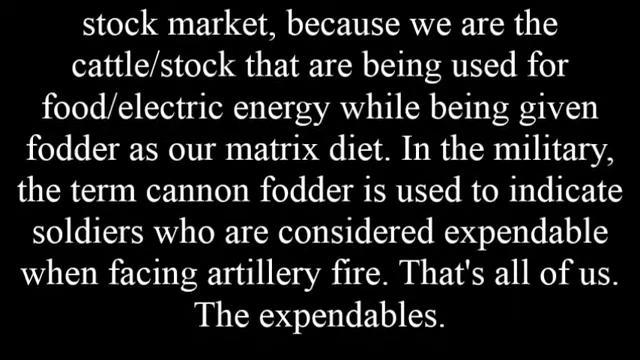 stock market, because we are the
cattle/stock that are being used for
food/electric energy while being given
fodder as our matrix diet. In the military,
the term cannon fodder is used to indicate
soldiers who are considered expendable
when facing artillery fire. That's all of us.
The expendables.